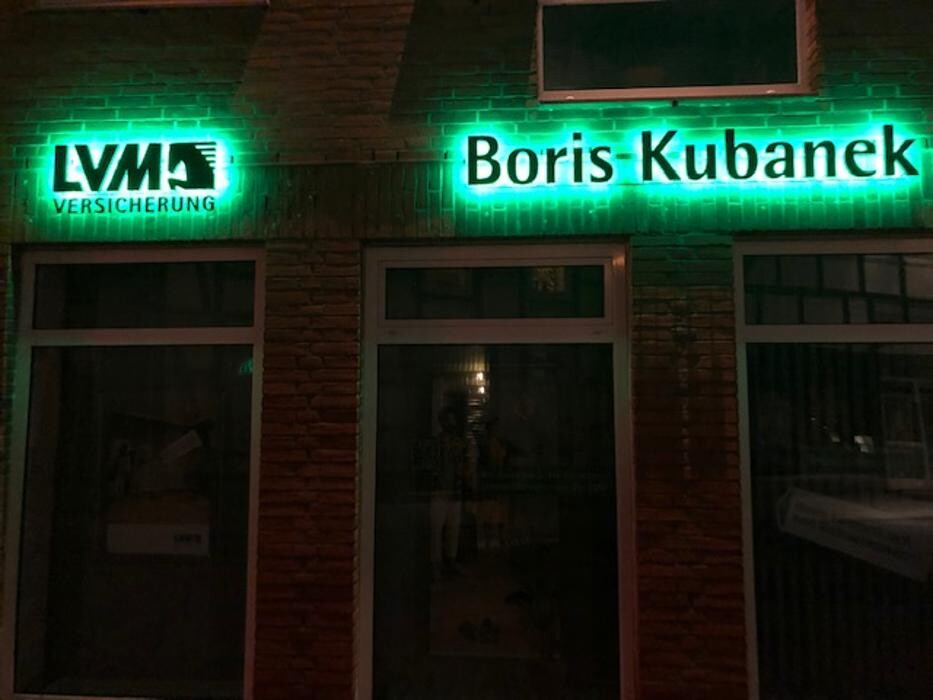 LVM
VERSICHERUNG
Boris Kubanek